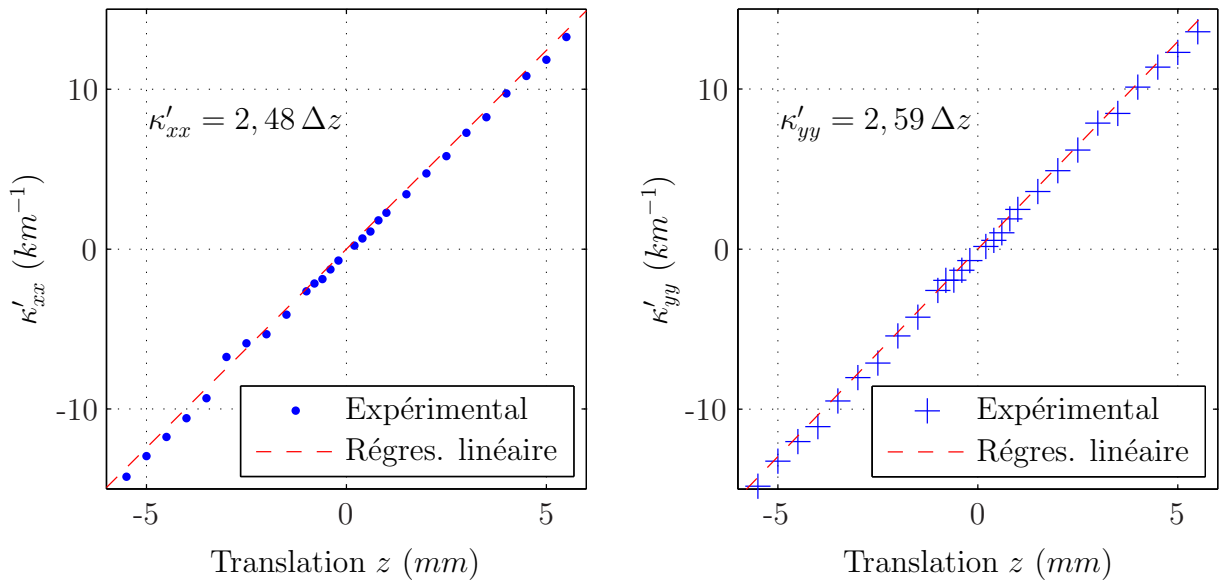 10
0
-10
-5
0
5
κ′xx (km−1)
κ′xx = 2, 48 Δz
Expérimental
Régres. linéaire
Translation z (mm)
10
0
-10
-5
0
5
κ′yy (km−1)
κ′yy = 2, 59 Δz
Expérimental
Régres. linéaire
Translation z (mm)